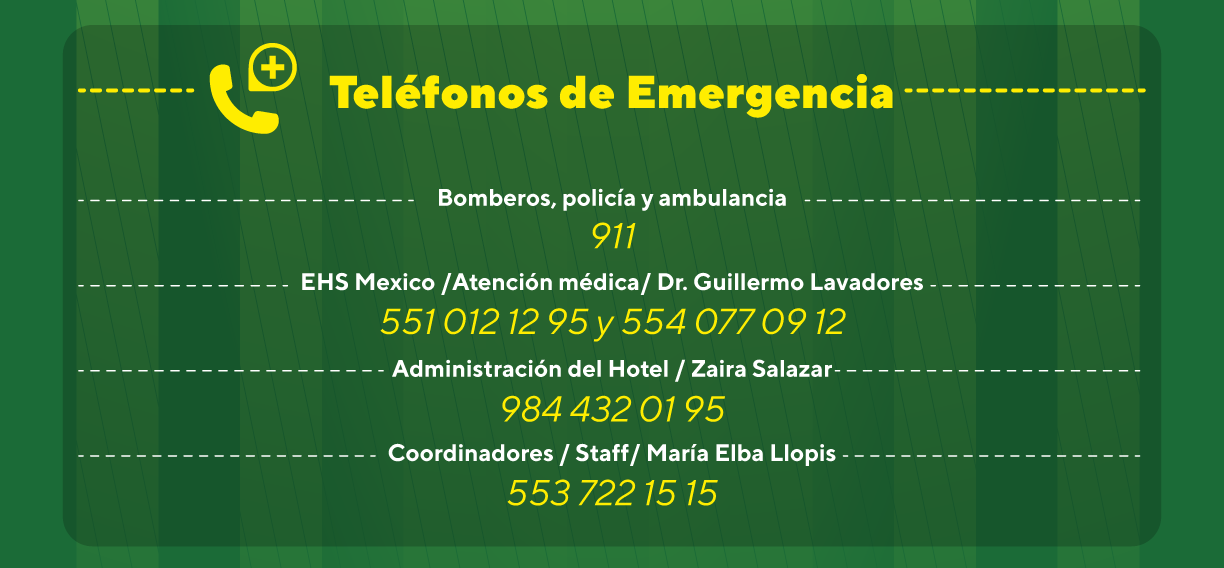 Teléfonos de Emergencia
Bomberos, policía y ambulancia
911
EHS Mexico /Atención médica/ Dr. Guillermo Lavadores
551 012 12 95 y 554 077 09 12
Administración del Hotel / Zaira Salazar
984 432 01 95
Coordinadores / Staff/ María Elba Llopis
553 722 15 15